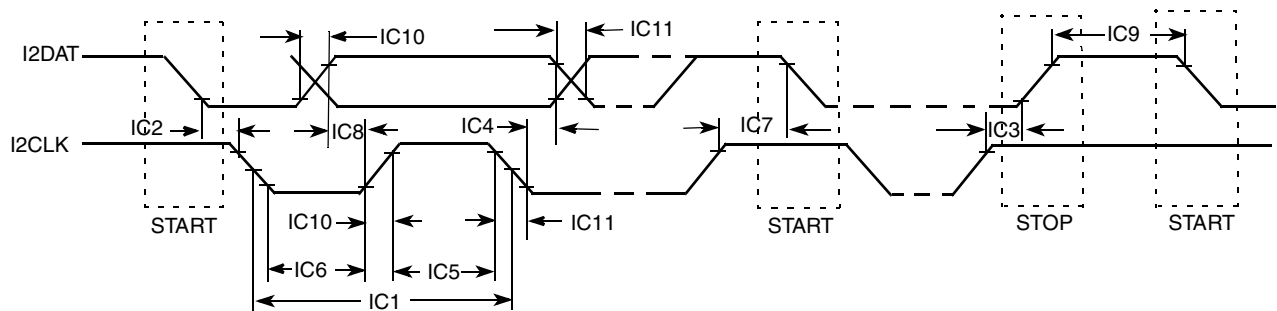 IC10
IC11
IC9
I2DAT
IC2
IC8
IC4
IC7
IC3
I2CLK
START
IC10
IC11
START
STOP
START
IC6
IC5
IC1